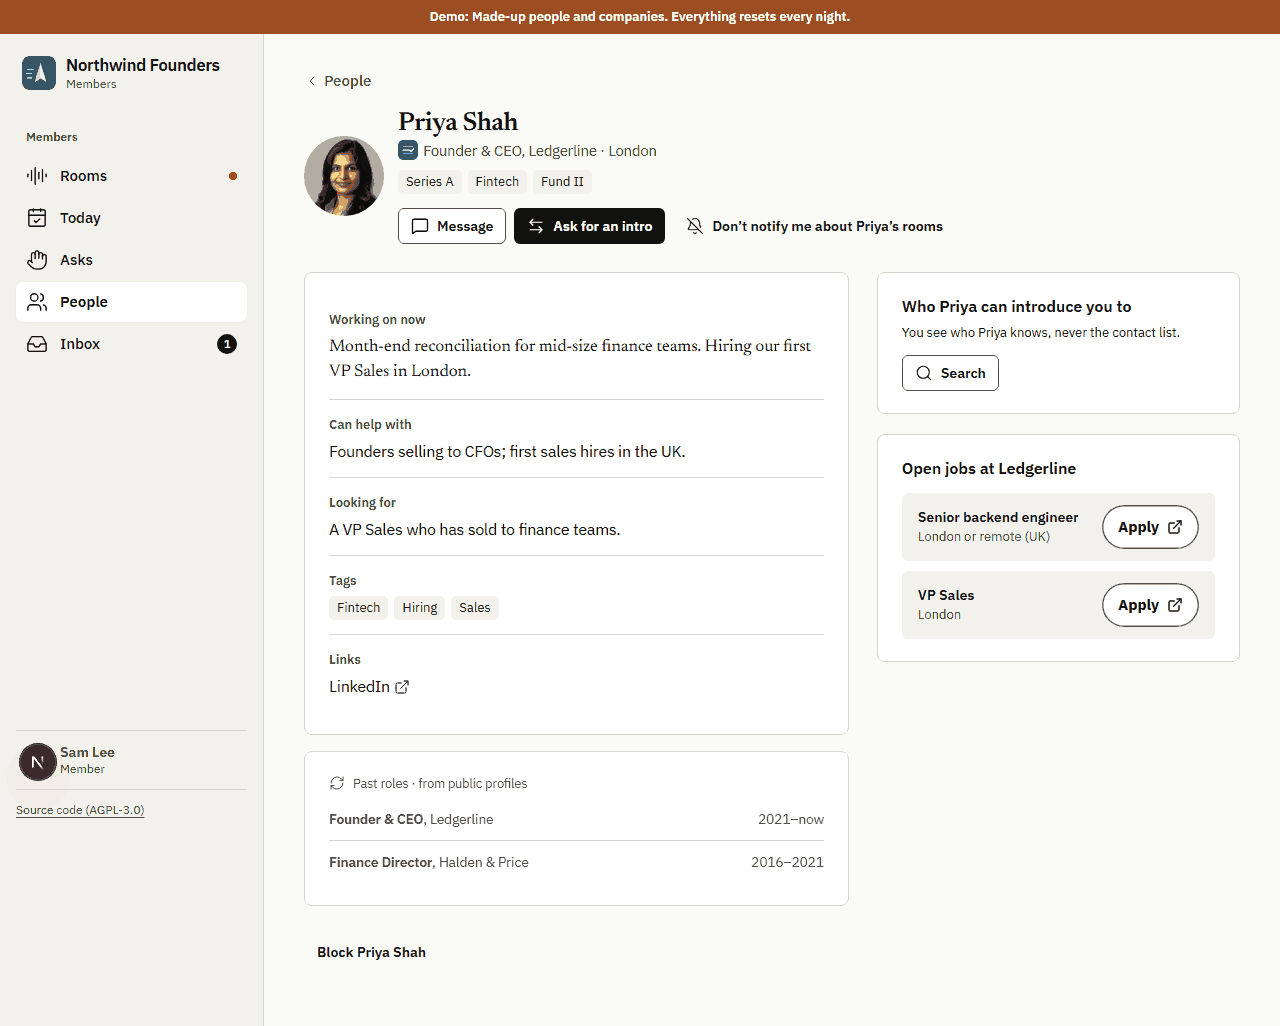 Demo: Made-up people and companies. Everything resets every night.
Northwind Founders
Members
Members
Rooms
Today
Asks
People
Inbox
1
Sam Lee
Member
N
Source code (AGPL-3.0)
People
Priya Shah
Founder & CEO, Ledgerline · London
Series A
Fintech
Fund II
Message
Ask for an intro
Don’t notify me about Priya’s rooms
Working on now
Month-end reconciliation for mid-size finance teams. Hiring our first
VP Sales in London.
Can help with
Founders selling to CFOs; first sales hires in the UK.
Looking for
A VP Sales who has sold to finance teams.
Tags
Fintech
Hiring
Sales
Links
LinkedIn
Past roles · from public profiles
Founder & CEO, Ledgerline
2021–now
Finance Director, Halden & Price
2016–2021
Block Priya Shah
Who Priya can introduce you to
You see who Priya knows, never the contact list.
Search
Open jobs at Ledgerline
Senior backend engineer
London or remote (UK)
Apply
VP Sales
London
Apply